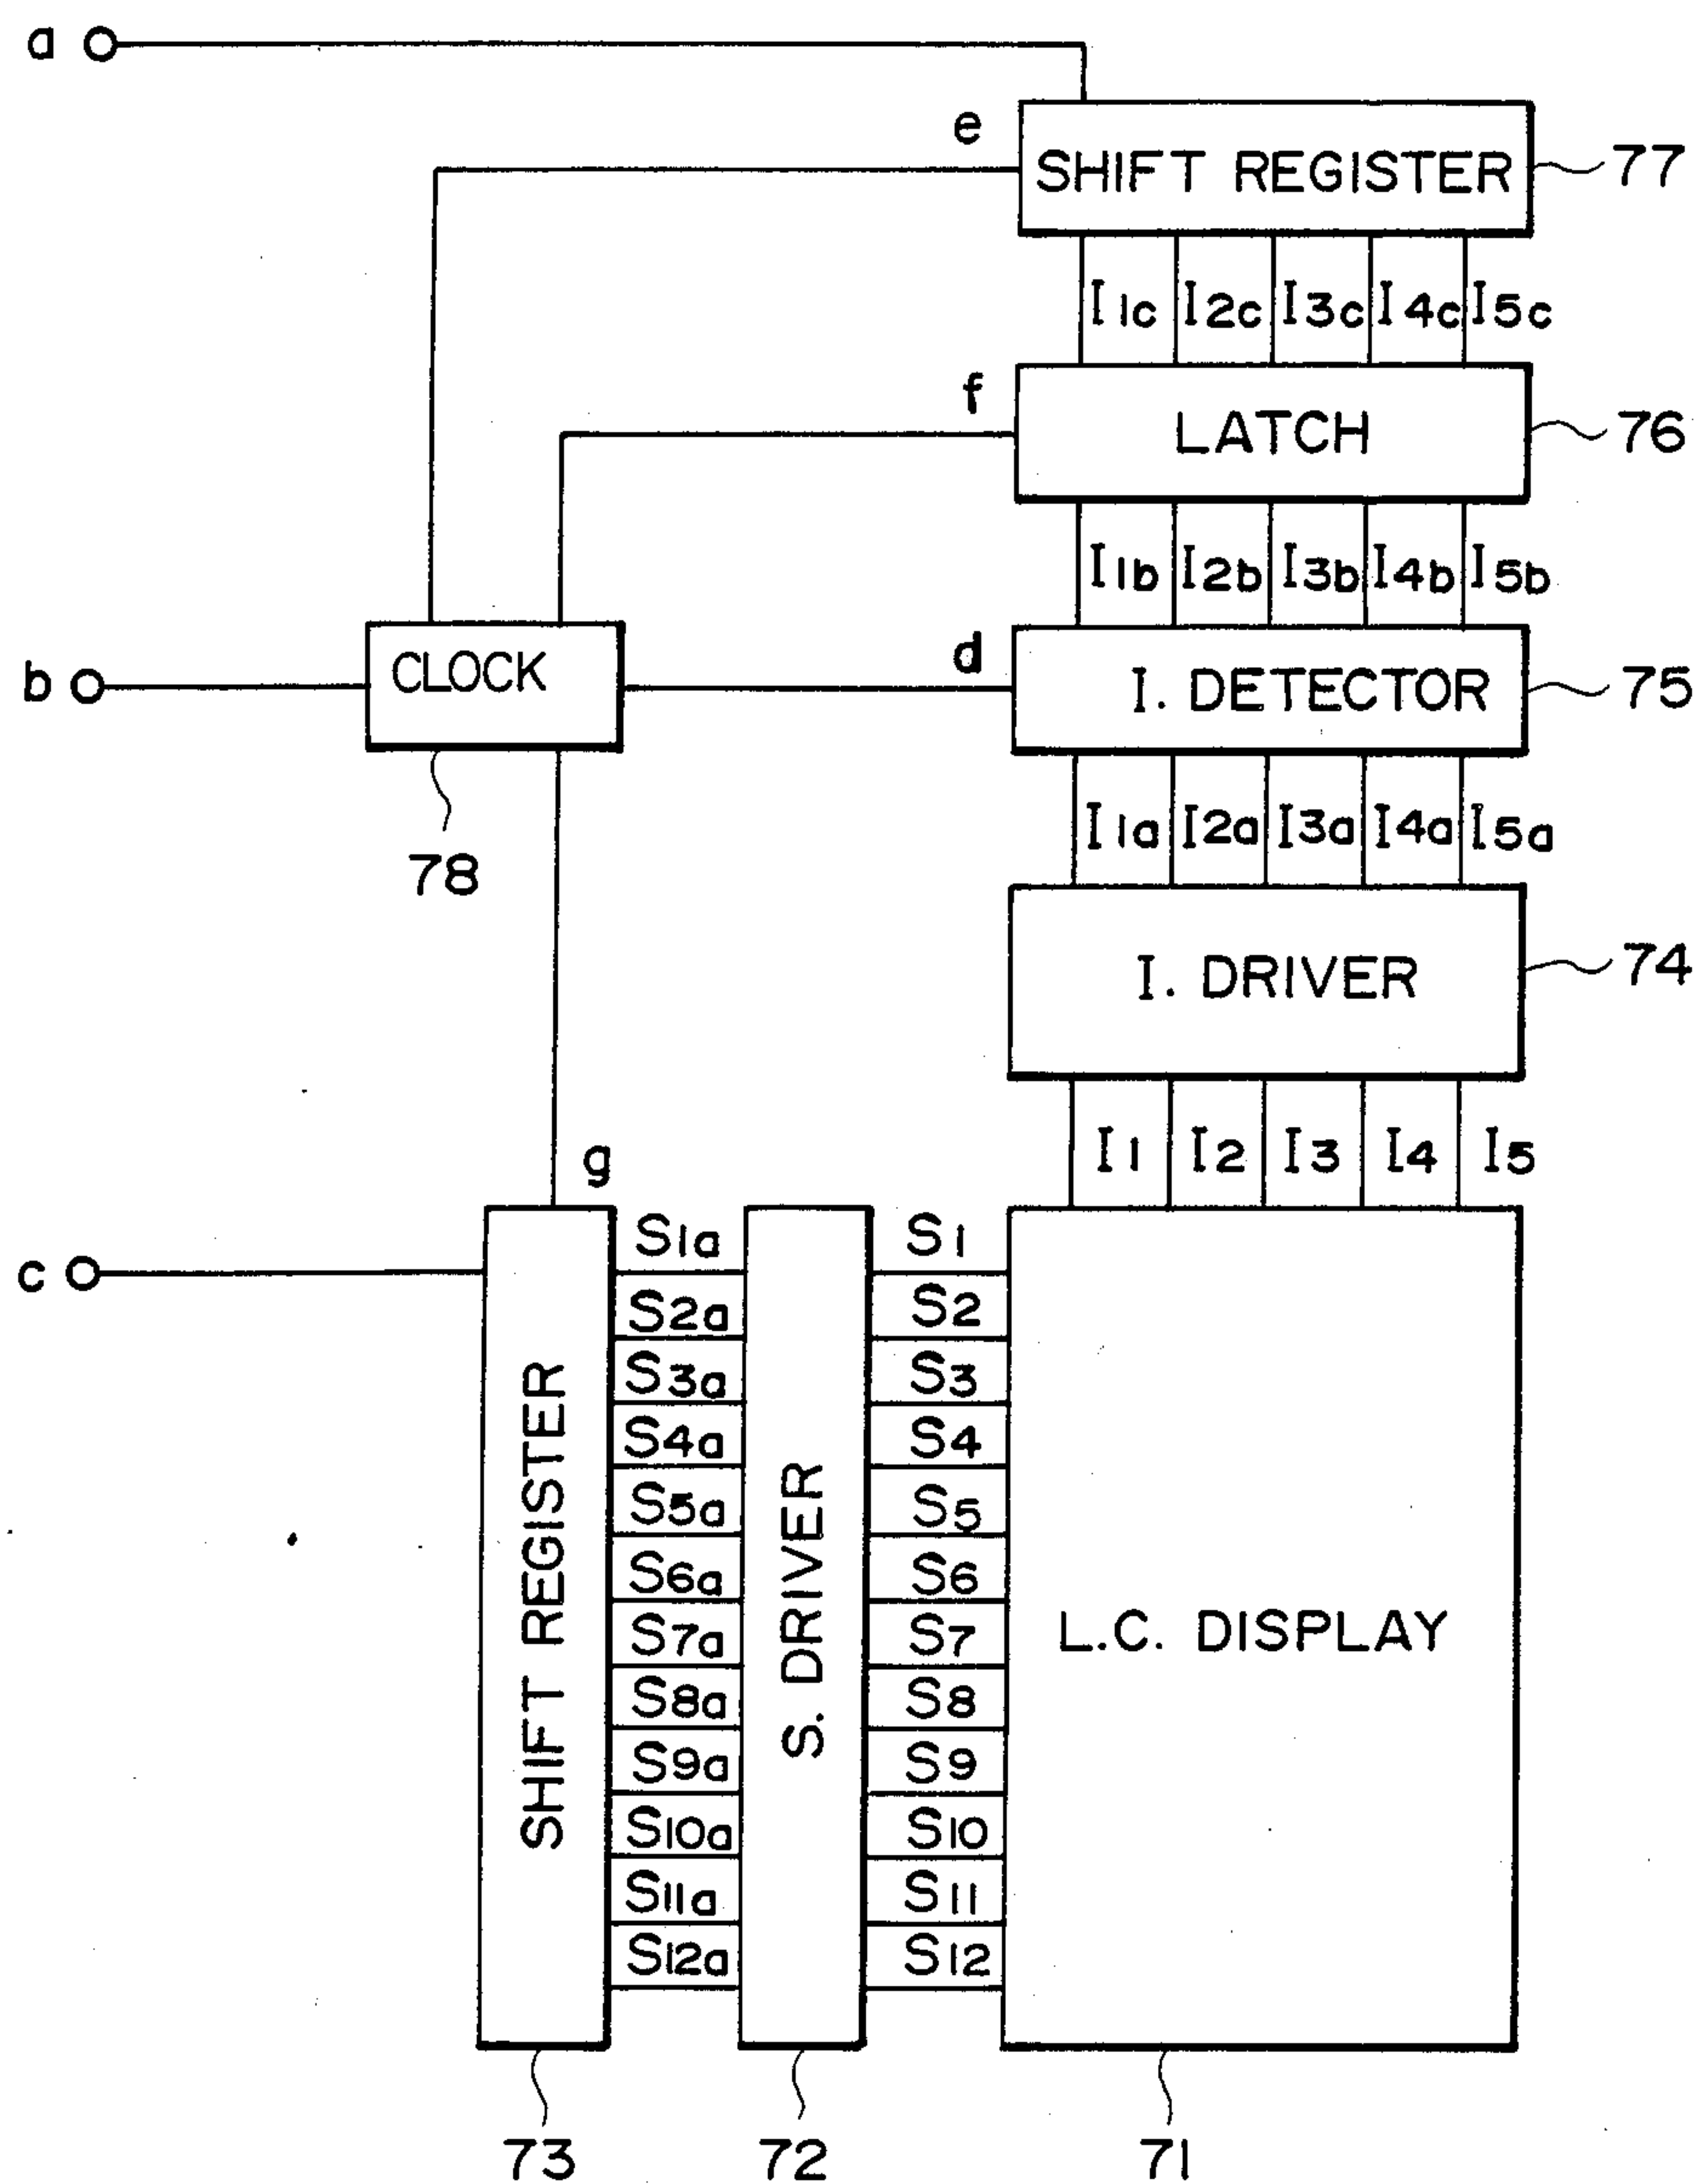 a
e
SHIFT REGISTER
77
I1c I2c I3c I4c I5c
f
LATCH
76
I1b I2b I3b I4b I5b
b
CLOCK
d
I. DETECTOR
75
78
I1a I2a I3a I4a I5a
I. DRIVER
74
I1 I2 I3 I4 I5
g
c
S1a S1
S2a S2
S3a S3
S4a S4
S5a S5
S6a S6
S7a S7
S8a S8
S9a S9
S10a S10
S11a S11
S12a S12
SHIFT REGISTER
S. DRIVER
L.C. DISPLAY
73
72
71